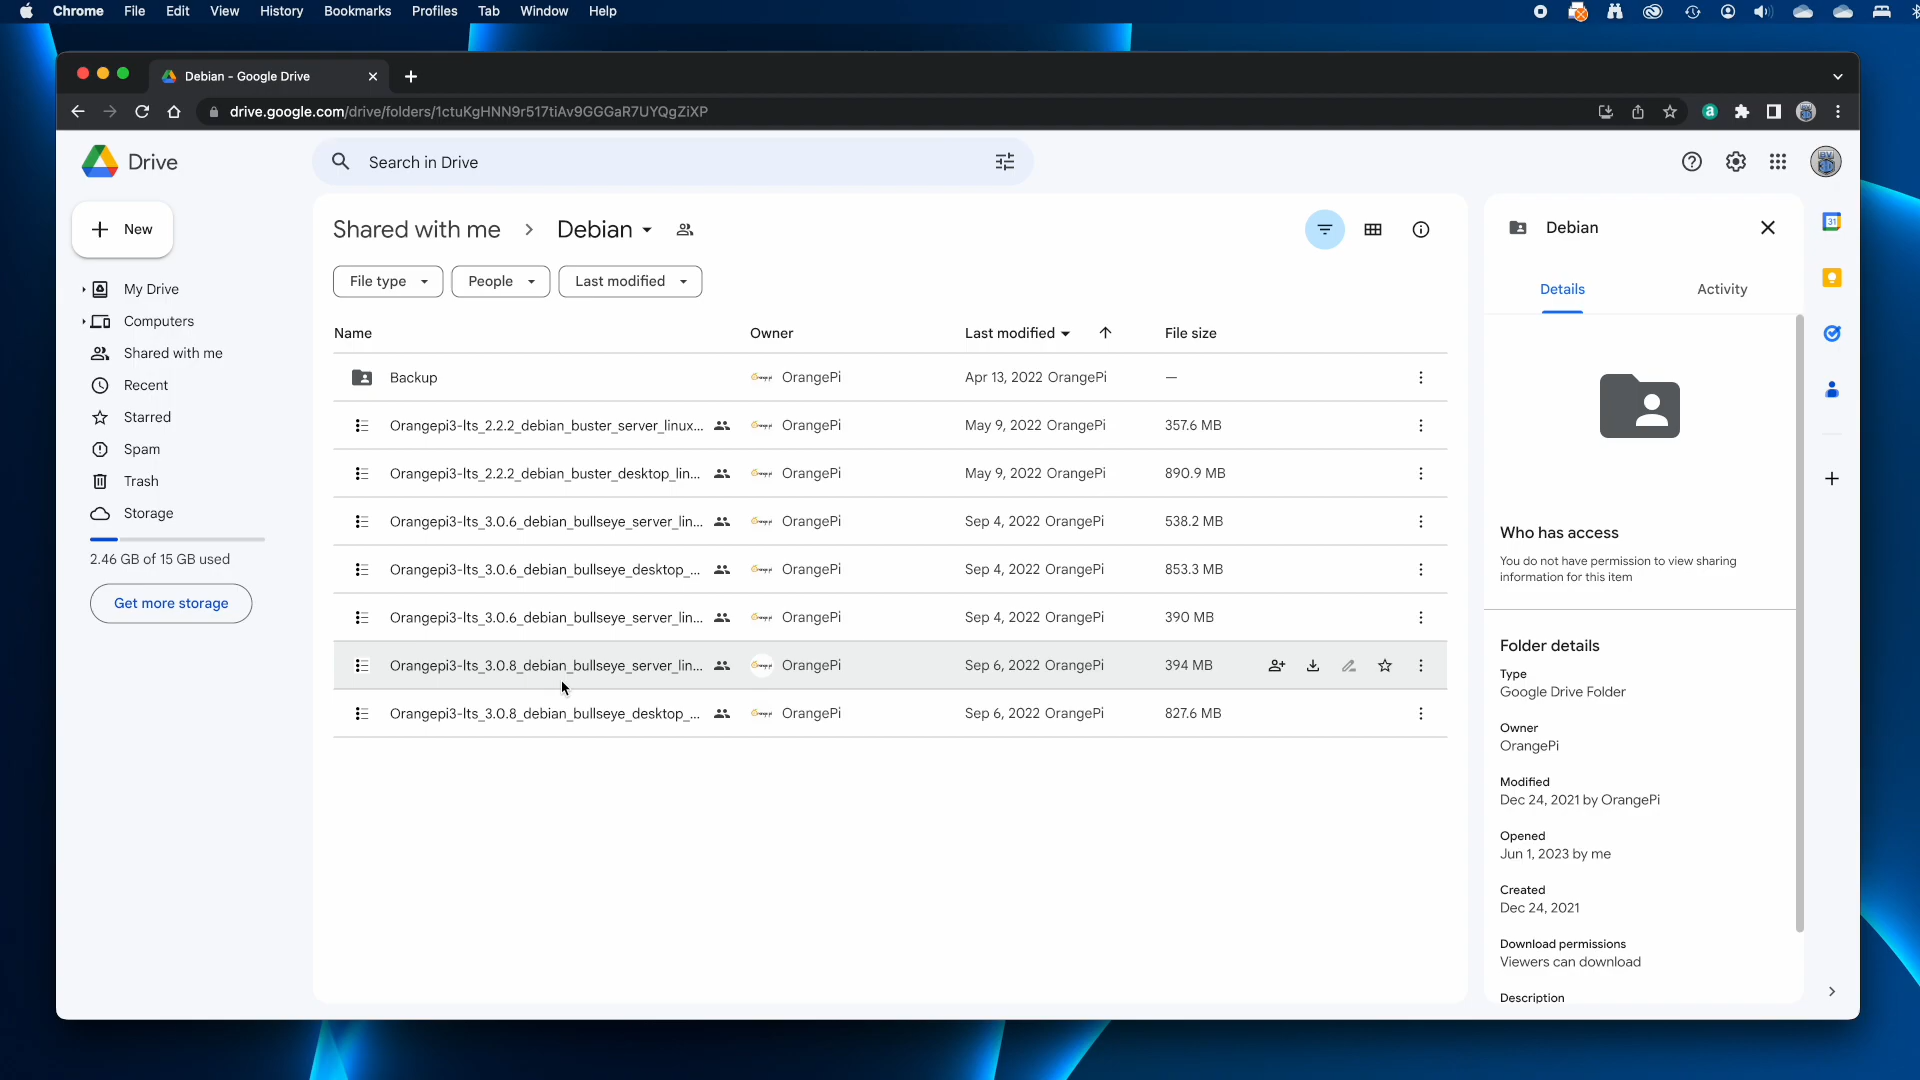 Chrome File Edit View History Bookmarks Profiles Tab Window Help
Debian - Google Drive
drive.google.com/drive/folders/1ctuKgHNN9r517tiAv9GGGaR7UYQgZiXP
Drive
Search in Drive
New
My Drive
Computers
Shared with me
Recent
Starred
Spam
Trash
Storage
2.46 GB of 15 GB used
Get more storage
Shared with me > Debian
File type People Last modified
Name Owner Last modified File size
Backup OrangePi Apr 13, 2022 OrangePi —
Orangepi3-lts_2.2.2_debian_buster_server_linux... OrangePi May 9, 2022 OrangePi 357.6 MB
Orangepi3-lts_2.2.2_debian_buster_desktop_lin... OrangePi May 9, 2022 OrangePi 890.9 MB
Orangepi3-lts_3.0.6_debian_bullseye_server_lin... OrangePi Sep 4, 2022 OrangePi 538.2 MB
Orangepi3-lts_3.0.6_debian_bullseye_desktop_... OrangePi Sep 4, 2022 OrangePi 853.3 MB
Orangepi3-lts_3.0.6_debian_bullseye_server_lin... OrangePi Sep 4, 2022 OrangePi 390 MB
Orangepi3-lts_3.0.8_debian_bullseye_server_lin... OrangePi Sep 6, 2022 OrangePi 394 MB
Orangepi3-lts_3.0.8_debian_bullseye_desktop_... OrangePi Sep 6, 2022 OrangePi 827.6 MB
Debian
Details Activity
Who has access
You do not have permission to view sharing
information for this item
Folder details
Type
Google Drive Folder
Owner
OrangePi
Modified
Dec 24, 2021 by OrangePi
Opened
Jun 1, 2023 by me
Created
Dec 24, 2021
Download permissions
Viewers can download
Description
31